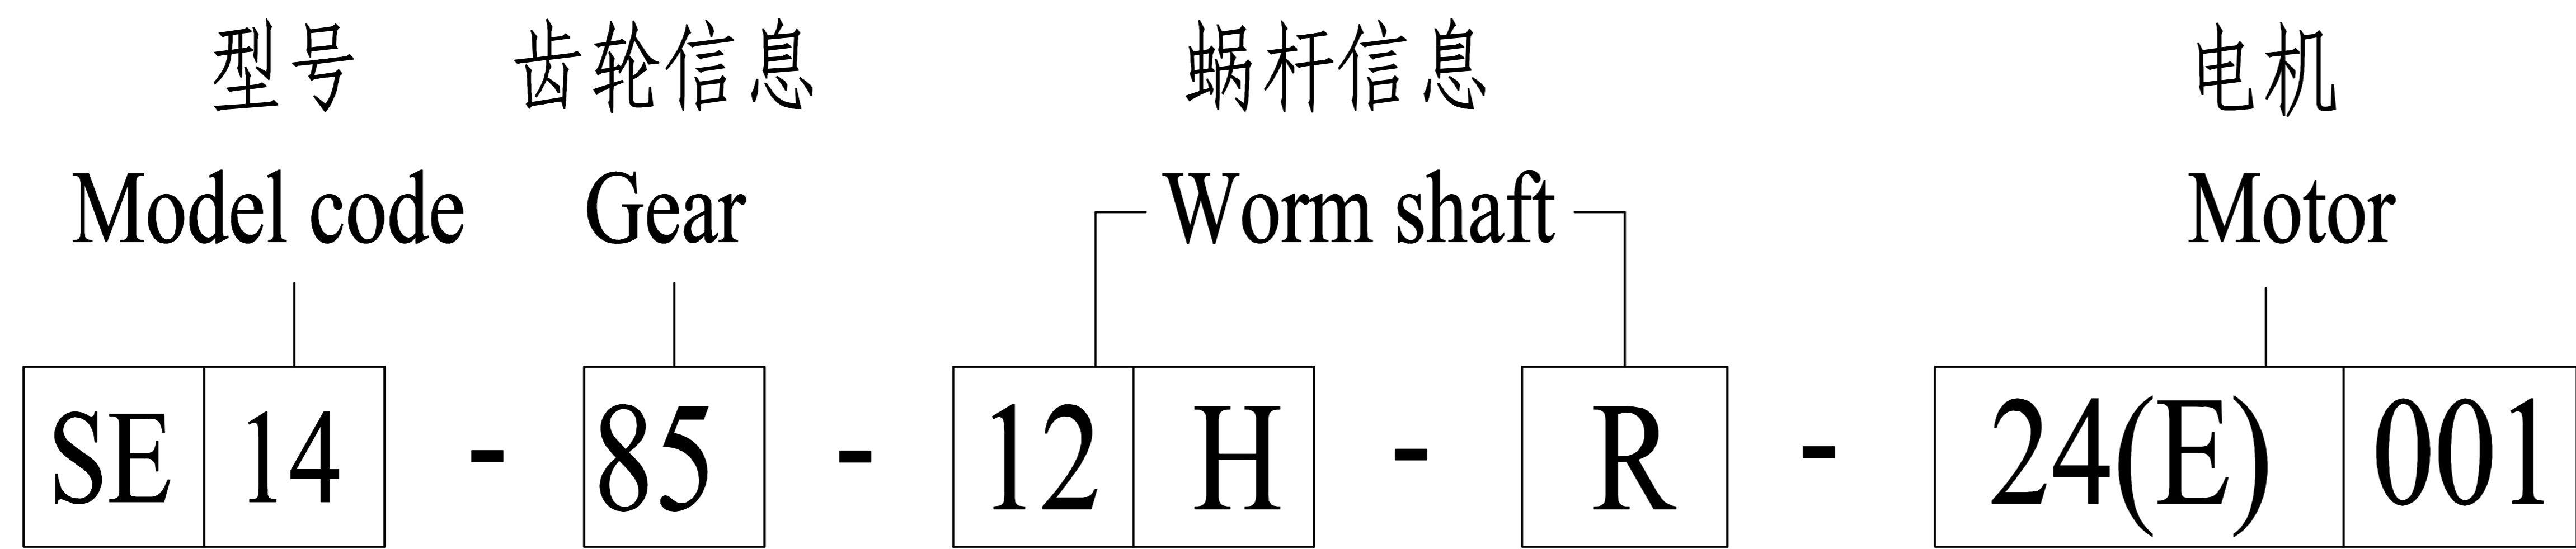 型号 齿轮信息 蜗杆信息 电机
Model code Gear Worm shaft Motor
SE 14 - 85 - 12 H - R - 24(E) 001